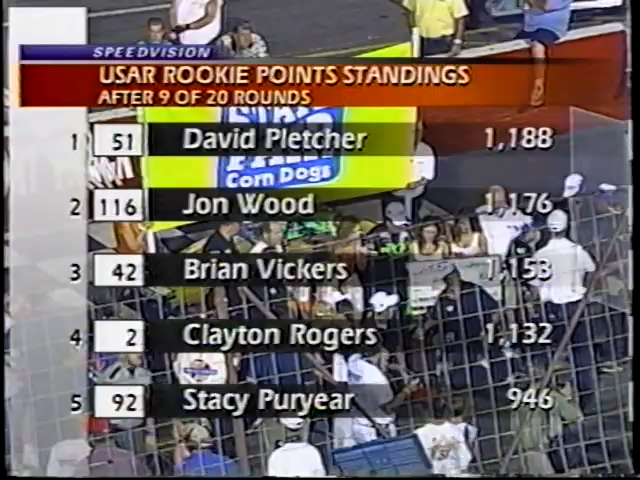 SPEEDVISION
USAR ROOKIE POINTS STANDINGS
AFTER 9 OF 20 ROUNDS
1 51 David Pletcher 1,188
Corn Dogs
2 116 Jon Wood 1,176
3 42 Brian Vickers 1,153
4 2 Clayton Rogers 1,132
5 92 Stacy Puryear 946